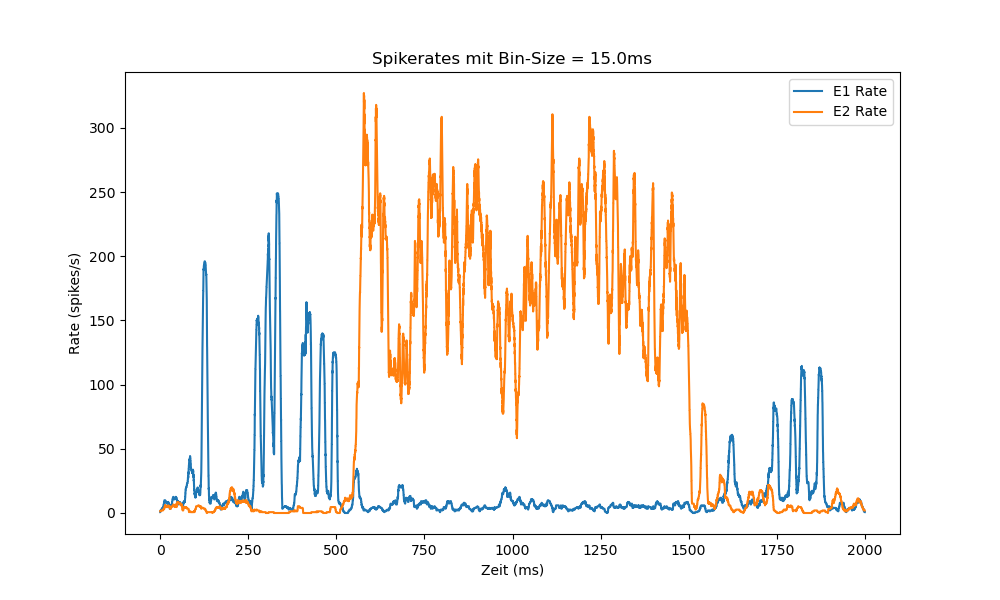 Spikerates mit Bin-Size = 15.0ms
E1 Rate
E2 Rate
Rate (spikes/s)
300
250
200
150
100
50
0
0 250 500 750 1000 1250 1500 1750 2000
Zeit (ms)